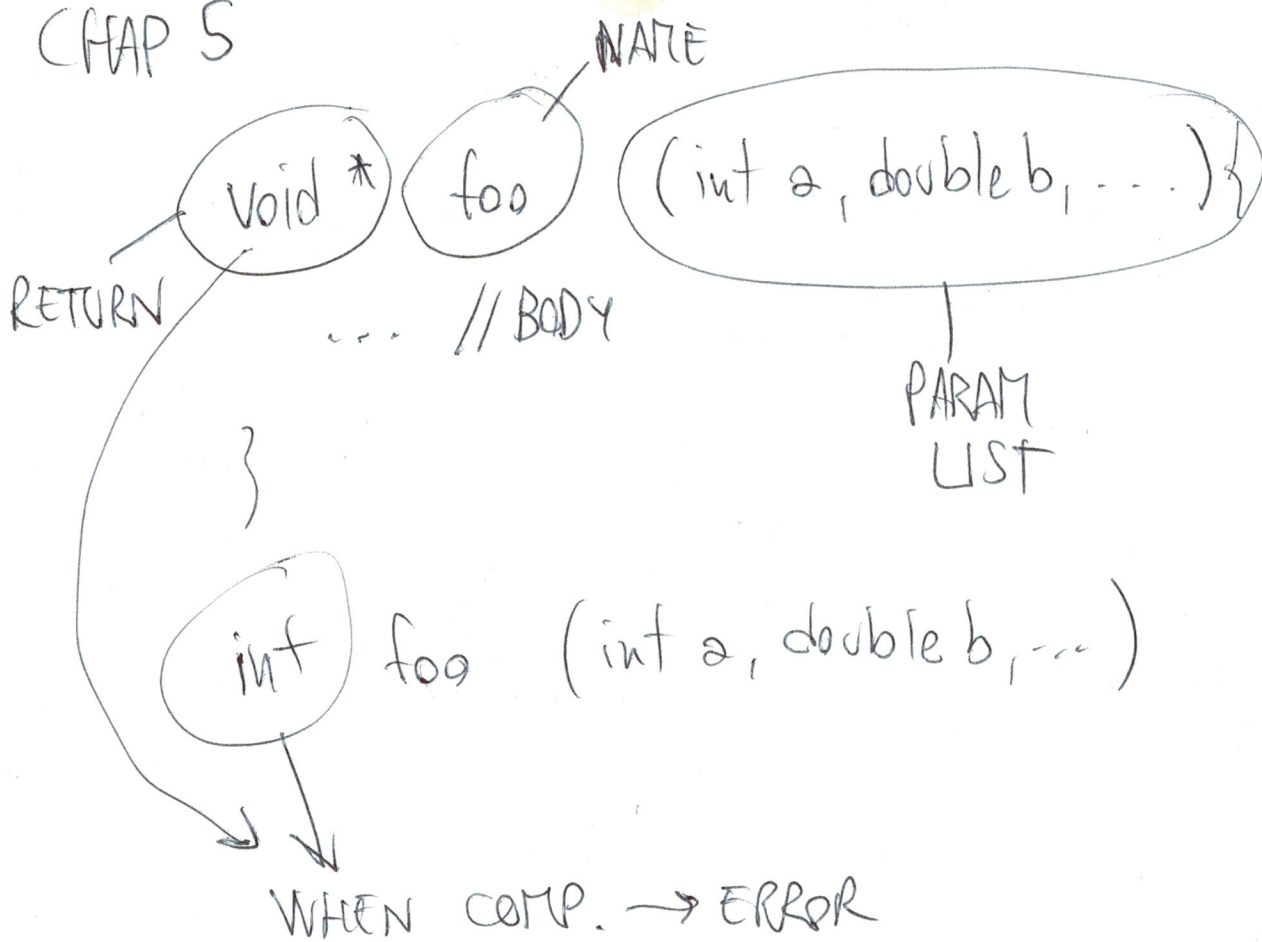 CHAP 5
NAME
void * foo (int a, double b, ....) {
RETURN
... // BODY
PARAM
LIST
}
int foo (int a, double b, ...)
WHEN COMP. → ERROR